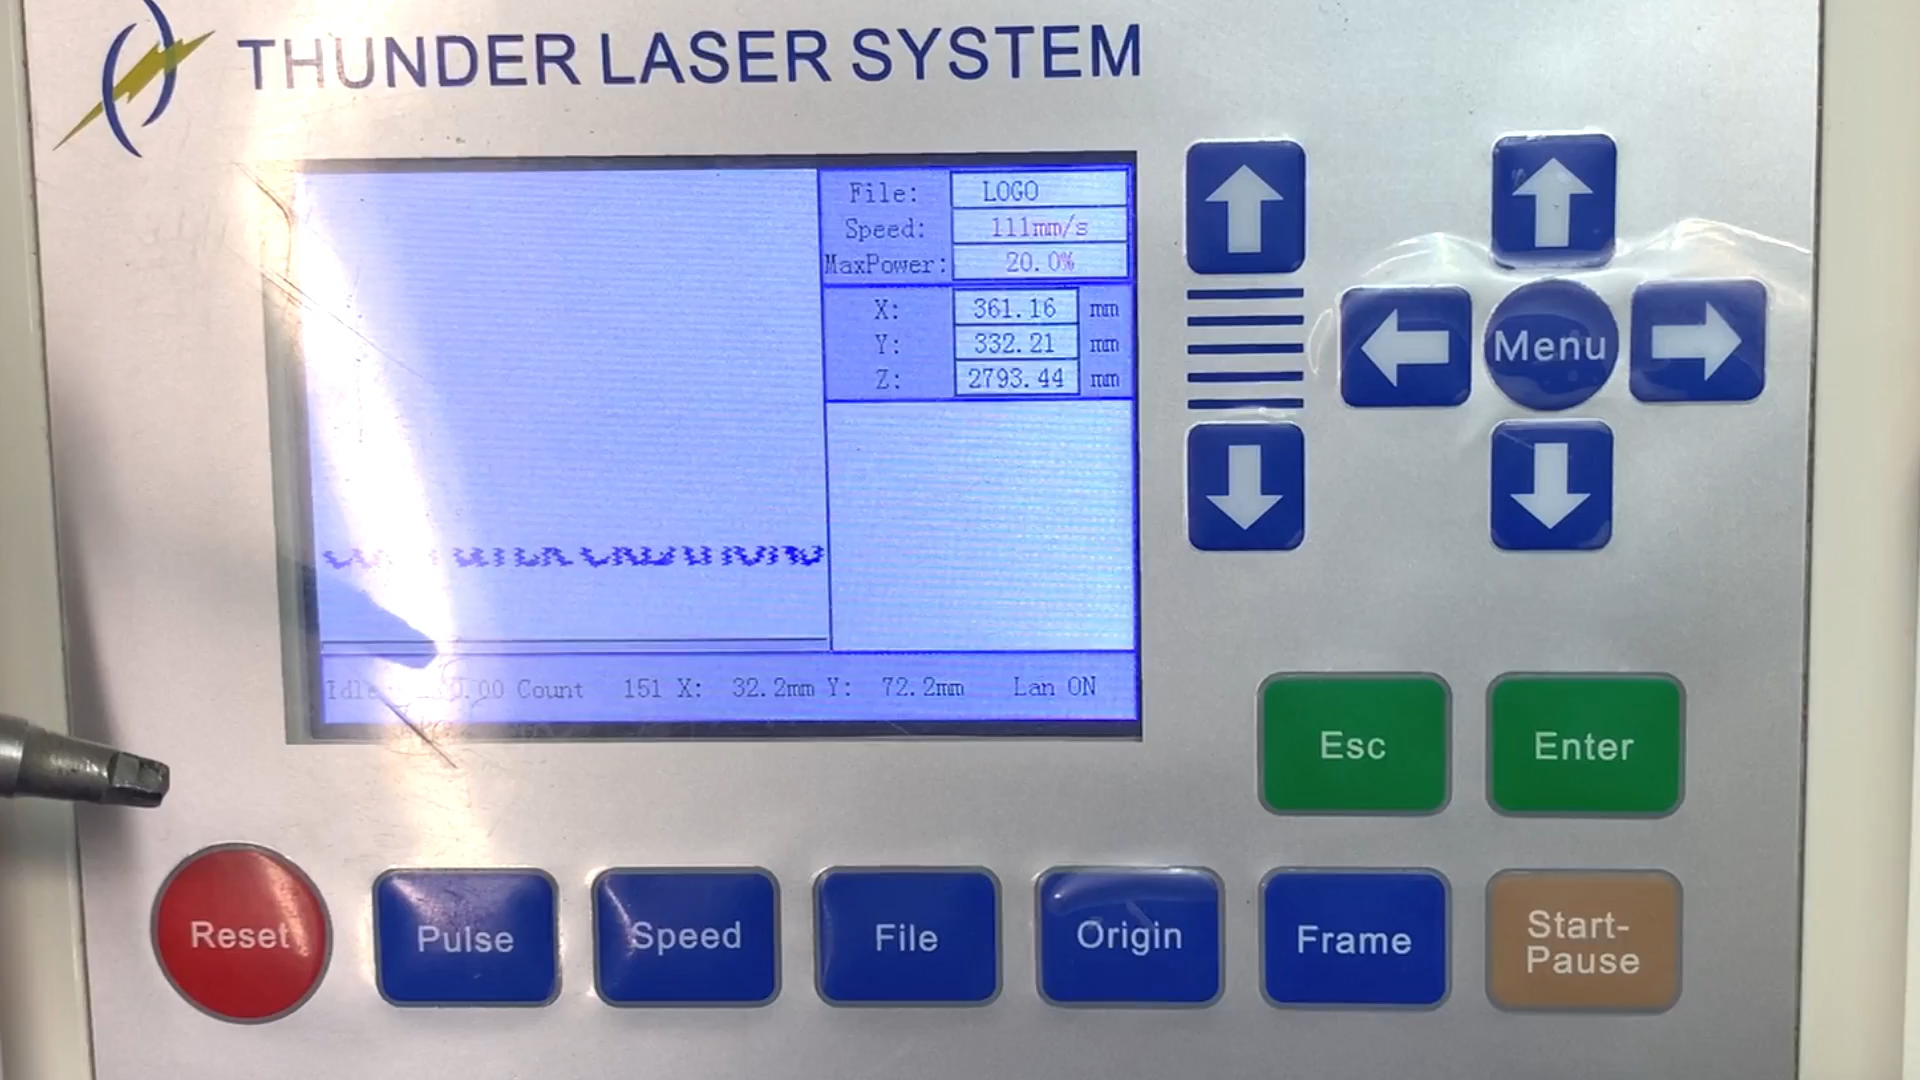 THUNDER LASER SYSTEM
File: LOGO
Speed: 111mm/s
MaxPower: 20.0%
X: 361.16 mm
Y: 332.21 mm
Z: 2793.44 mm
Idle Count 151 X: 32.2mm Y: 72.2mm Lan ON
Menu
Esc
Enter
Reset
Pulse
Speed
File
Origin
Frame
Start-
Pause